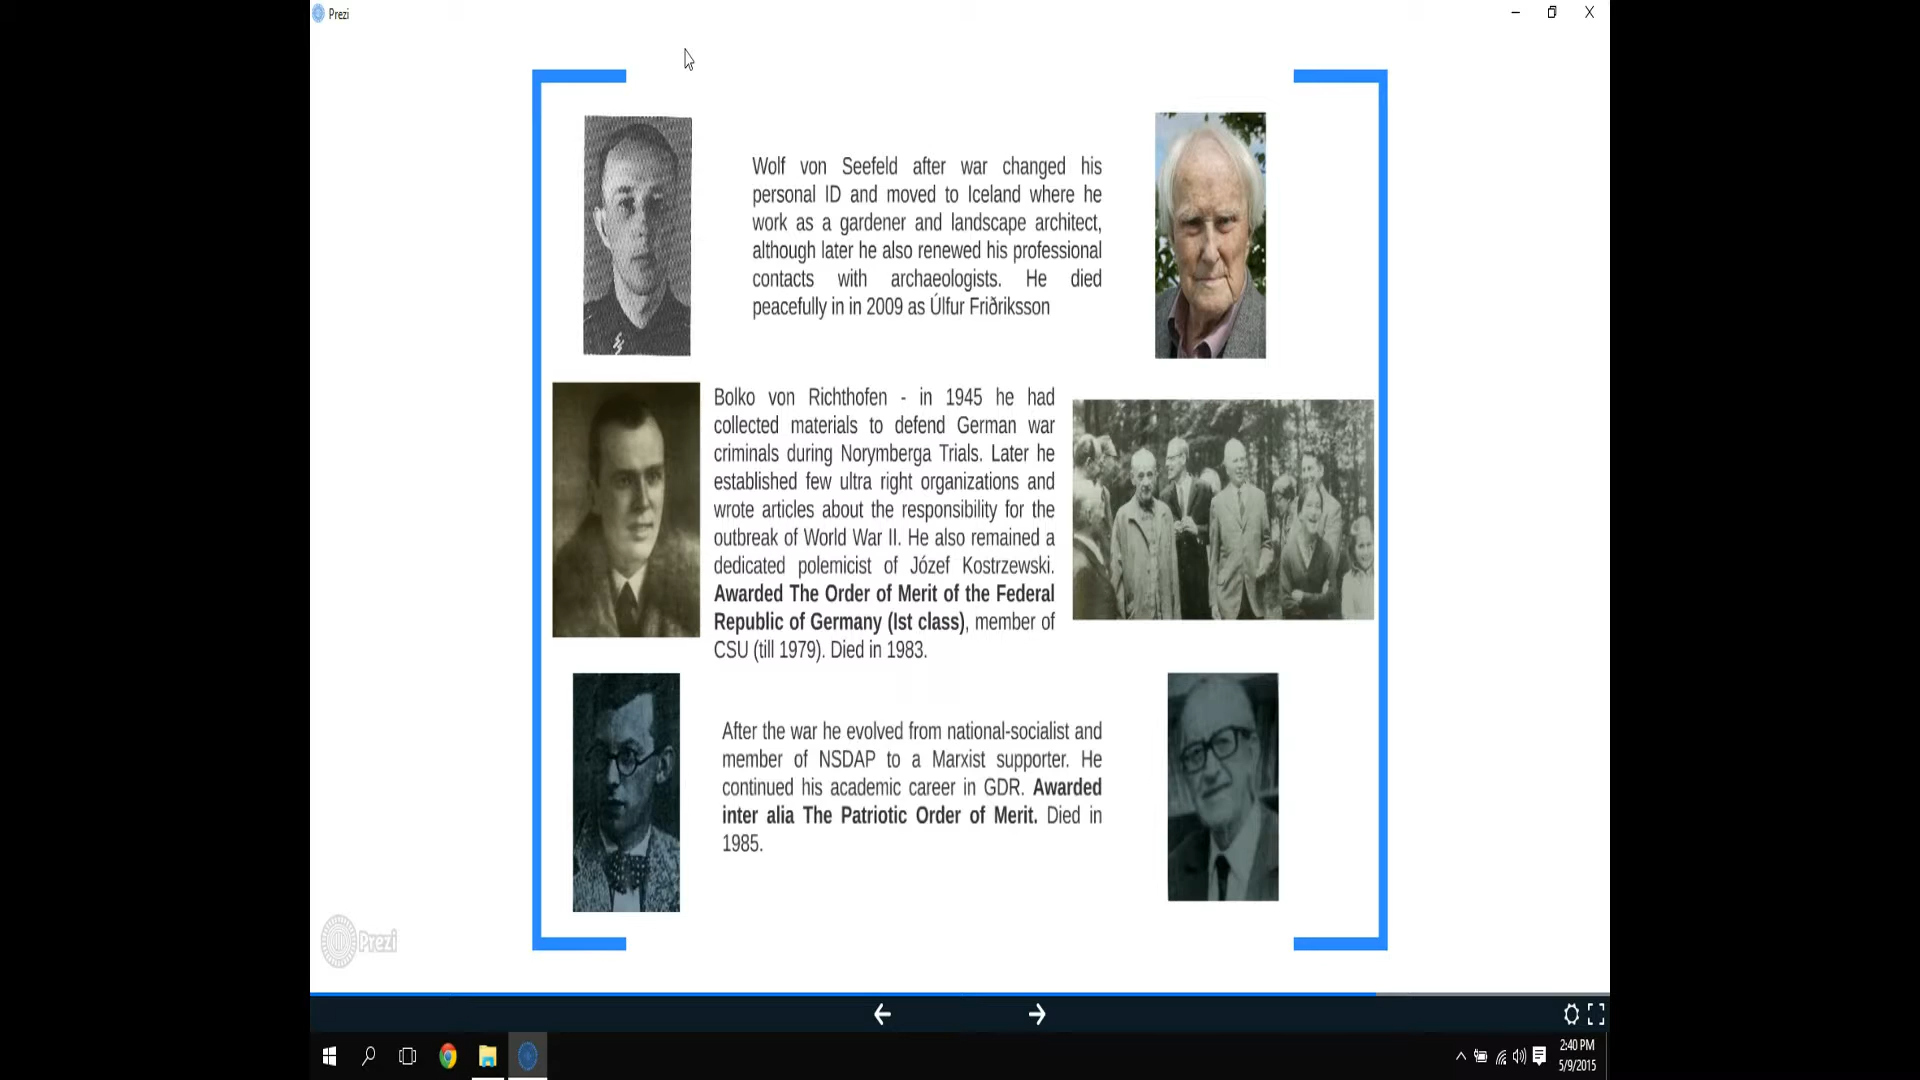 Prezi
Wolf von Seefeld after war changed his
personal ID and moved to Iceland where he
work as a gardener and landscape architect,
although later he also renewed his professional
contacts with archaeologists. He died
peacefully in in 2009 as Úlfur Friðriksson
Bolko von Richthofen - in 1945 he had
collected materials to defend German war
criminals during Norymberga Trials. Later he
established few ultra right organizations and
wrote articles about the responsibility for the
outbreak of World War II. He also remained a
dedicated polemicist of Józef Kostrzewski.
Awarded The Order of Merit of the Federal
Republic of Germany (Ist class), member of
CSU (till 1979). Died in 1983.
After the war he evolved from national-socialist and
member of NSDAP to a Marxist supporter. He
continued his academic career in GDR. Awarded
inter alia The Patriotic Order of Merit. Died in
1985.
Prezi
2:40 PM
5/9/2015